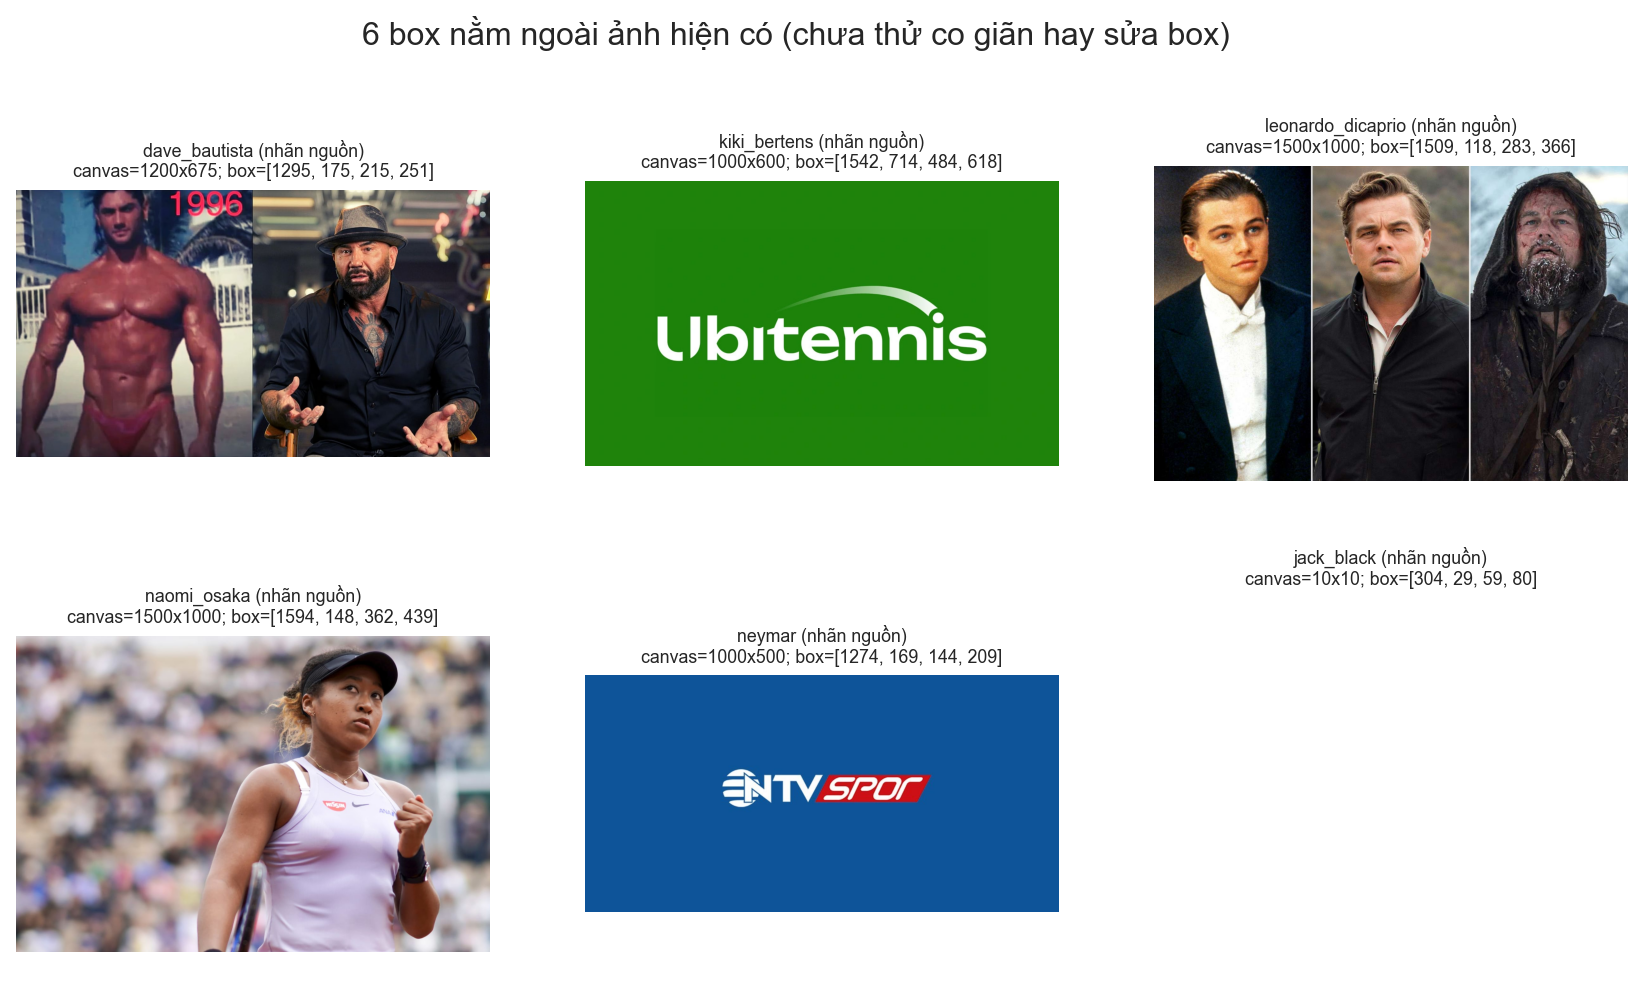 6 box nằm ngoài ảnh hiện có (chưa thử co giãn hay sửa box)
dave_bautista (nhãn nguồn)
canvas=1200x675; box=[1295, 175, 215, 251]
1996
kiki_bertens (nhãn nguồn)
canvas=1000x600; box=[1542, 714, 484, 618]
Ubitennis
leonardo_dicaprio (nhãn nguồn)
canvas=1500x1000; box=[1509, 118, 283, 366]
naomi_osaka (nhãn nguồn)
canvas=1500x1000; box=[1594, 148, 362, 439]
neymar (nhãn nguồn)
canvas=1000x500; box=[1274, 169, 144, 209]
NTV SPOR
jack_black (nhãn nguồn)
canvas=10x10; box=[304, 29, 59, 80]